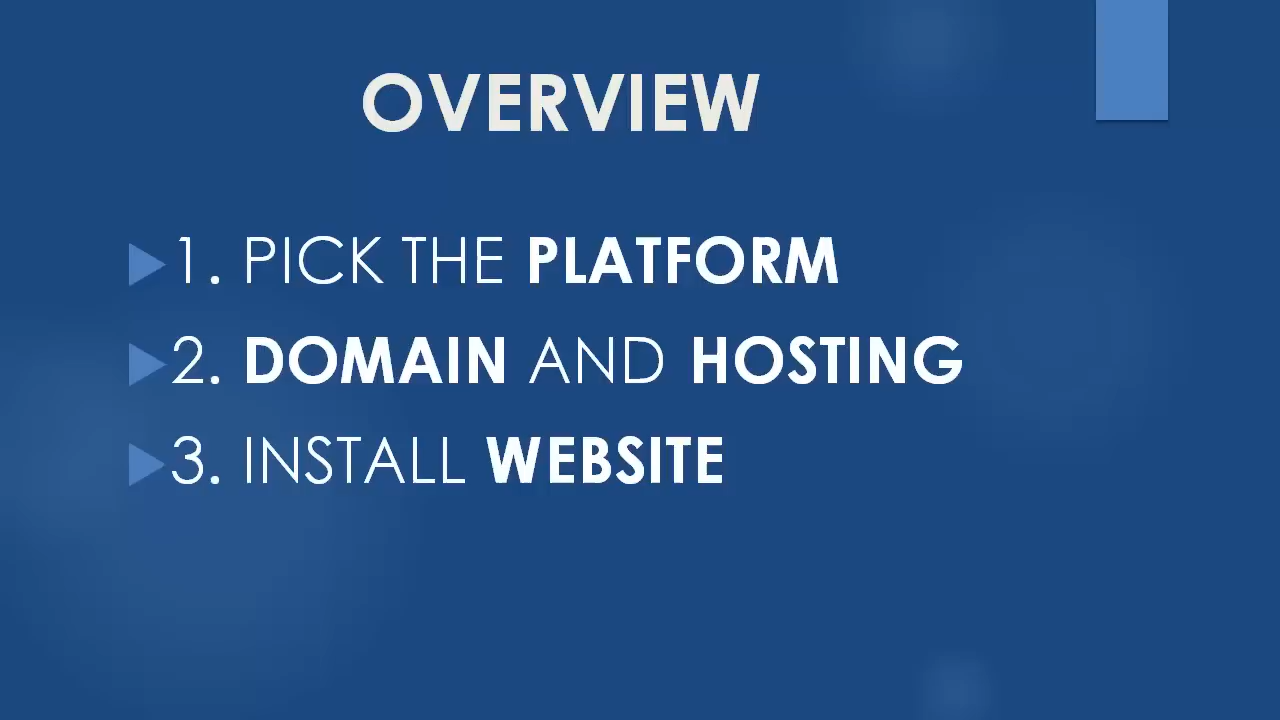 OVERVIEW
1. PICK THE PLATFORM
2. DOMAIN AND HOSTING
3. INSTALL WEBSITE